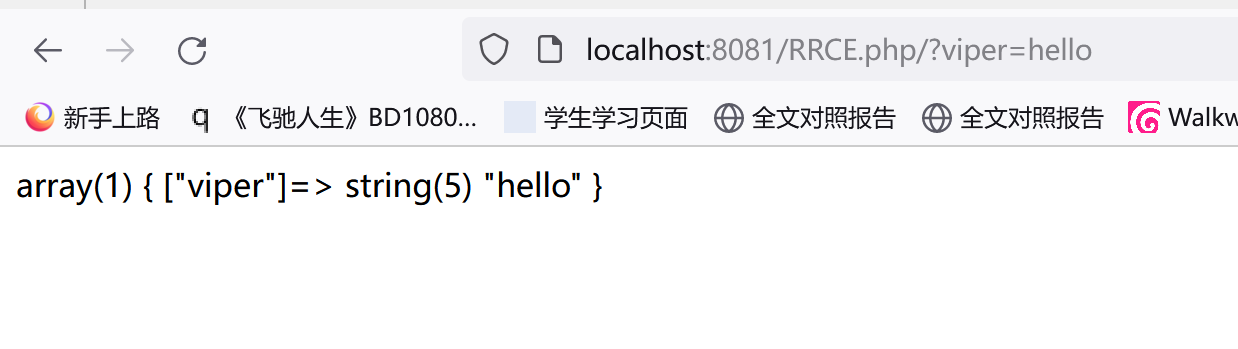 localhost:8081/RRCE.php/?viper=hello
新手上路 《飞驰人生》BD1080... 学生学习页面 全文对照报告 全文对照报告 Walkw
array(1) { ["viper"]=> string(5) "hello" }